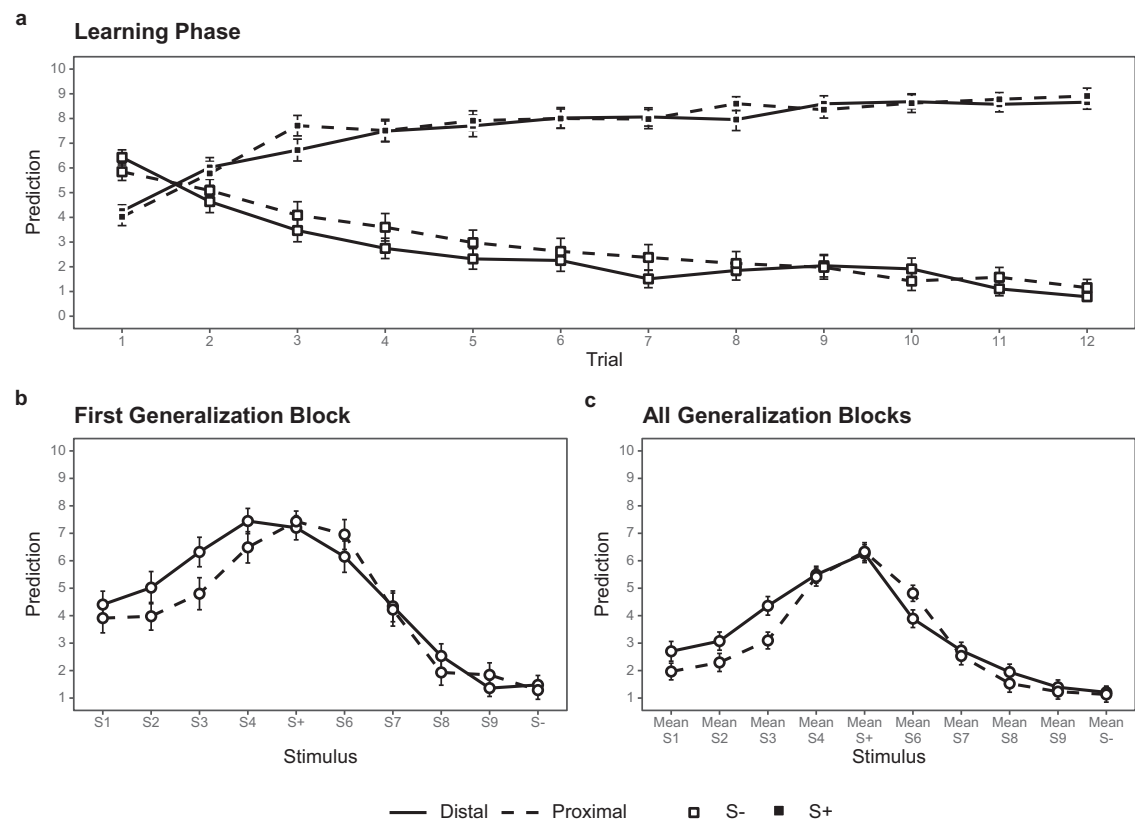 a
Learning Phase
Prediction
10
9
8
7
6
5
4
3
2
1
0
1 2 3 4 5 6 7 8 9 10 11 12
Trial
b
First Generalization Block
Prediction
10
9
8
7
6
5
4
3
2
1
S1 S2 S3 S4 S+ S6 S7 S8 S9 S-
Stimulus
c
All Generalization Blocks
Prediction
10
9
8
7
6
5
4
3
2
1
Mean Mean Mean Mean Mean Mean Mean Mean Mean Mean
S1 S2 S3 S4 S+ S6 S7 S8 S9 S-
Stimulus
Distal Proximal S- S+